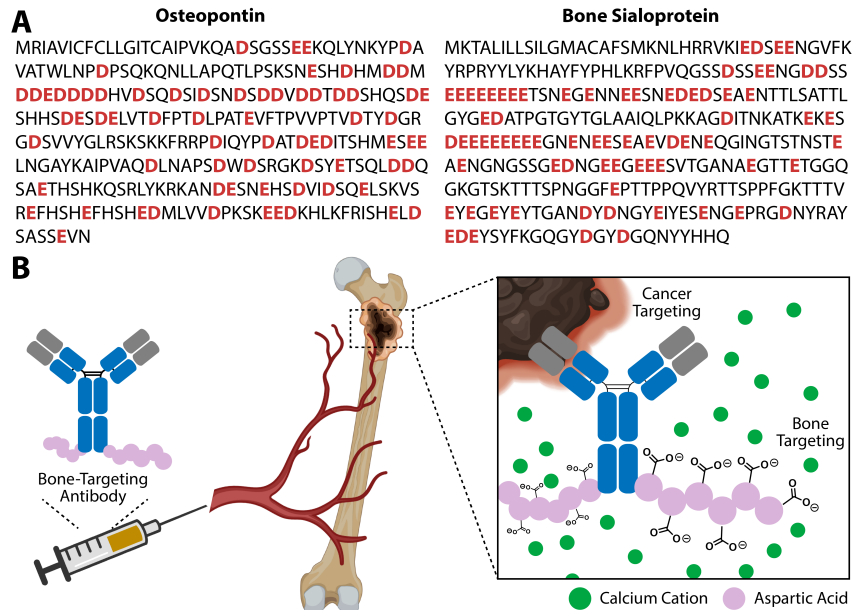 A
Osteopontin
MRIAVICFCLLGITCAIPVKQADSGSSEEKQLYNKYPDA
VATWLNPDPSQKQNLLAPQTLPSKSNESHDHMDDM
DDEDDDDHVDSQDSIDSNDSDDVDDTDDSHQSDE
SHHSDESDELVTDFPTDLPATEVFTPVVPTVDTYDGR
GDSVVYGLRSKSKKFRRPDIQYPDATDEDITSHMESEE
LNGAYKAIPVAQDLNAPSDWDSRGKDSYETSQLDDQ
SAETHSHKQSRLYKRKANDESNEHSDVIDSQELSKVS
REFHSHEFHSHEDMLVVDPKSKEEDKHLKFRISHELD
SASSEVN
Bone Sialoprotein
MKTALILLSILGMACAFSMKNLHRRVKIEDSEENGVFK
YRPRYYLYKHAYFYPHLKRFPVQGSSDSSEENGDDSS
EEEEEEEETSNEGENNEESNEDEDSEAENTTLSATTL
GYGEDATPGTGYTGLAAIQLPKKAGDITNKATKEKES
DEEEEEEEEGNENEESEAEVDENEQGINGTSTNSTE
AENGNGSSGEDNGEEGEEESVTGANAEGTTETGGQ
GKGTSKTTTSPNGGFEPTTPPQVYRTTSPPFGKTTTV
EYEGEYEYTGANDYDNGYEIYESENGEPRGDNYRAY
EDEYSYFKGQGYDGYDGQNYYHHQ
B
Bone-Targeting
Antibody
Cancer
Targeting
Bone
Targeting
O O⊖
O O⊖
O O⊖
O O⊖
O O⊖
O O⊖
⊖O O
⊖O O
⊖O O
⊖O O
Calcium Cation
Aspartic Acid